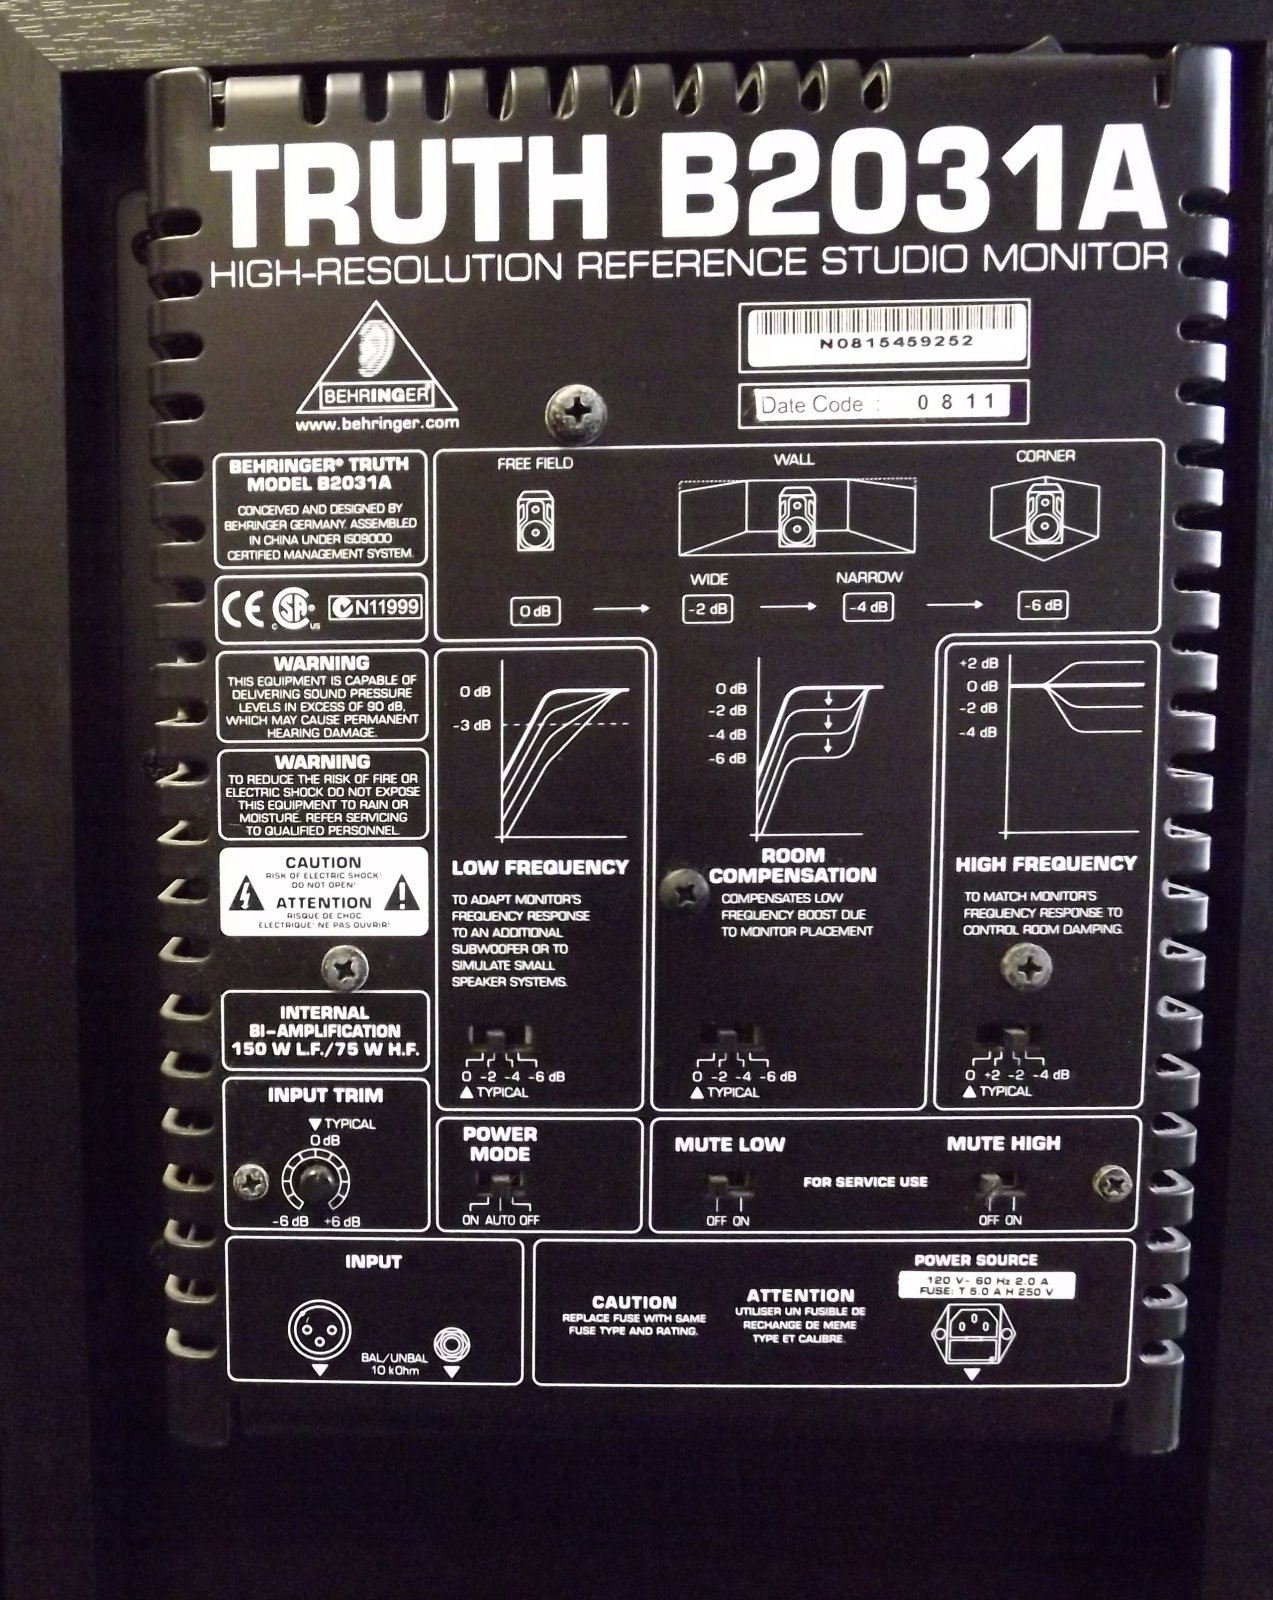 TRUTH B2031A
HIGH-RESOLUTION REFERENCE STUDIO MONITOR
BEHRINGER
www.behringer.com
N0815459252
Date Code : 0811
BEHRINGER® TRUTH
MODEL B2031A
CONCEIVED AND DESIGNED BY
BEHRINGER GERMANY. ASSEMBLED
IN CHINA UNDER ISO9000
CERTIFIED MANAGEMENT SYSTEM.
CE C SA® US N11999
WARNING
THIS EQUIPMENT IS CAPABLE OF
DELIVERING SOUND PRESSURE
LEVELS IN EXCESS OF 90 dB,
WHICH MAY CAUSE PERMANENT
HEARING DAMAGE.
WARNING
TO REDUCE THE RISK OF FIRE OR
ELECTRIC SHOCK DO NOT EXPOSE
THIS EQUIPMENT TO RAIN OR
MOISTURE. REFER SERVICING
TO QUALIFIED PERSONNEL.
CAUTION
RISK OF ELECTRIC SHOCK!
DO NOT OPEN!
ATTENTION
RISQUE DE CHOC
ELECTRIQUE! NE PAS OUVRIR!
INTERNAL
BI-AMPLIFICATION
150 W L.F./75 W H.F.
FREE FIELD
WALL
CORNER
WIDE
NARROW
0 dB
-2 dB
-4 dB
-6 dB
0 dB
-3 dB
LOW FREQUENCY
TO ADAPT MONITOR'S
FREQUENCY RESPONSE
TO AN ADDITIONAL
SUBWOOFER OR TO
SIMULATE SMALL
SPEAKER SYSTEMS.
0 -2 -4 -6 dB
TYPICAL
0 dB
-2 dB
-4 dB
-6 dB
ROOM
COMPENSATION
COMPENSATES LOW
FREQUENCY BOOST DUE
TO MONITOR PLACEMENT
0 -2 -4 -6 dB
TYPICAL
+2 dB
0 dB
-2 dB
-4 dB
HIGH FREQUENCY
TO MATCH MONITOR'S
FREQUENCY RESPONSE TO
CONTROL ROOM DAMPING.
0 +2 -2 -4 dB
TYPICAL
INPUT TRIM
TYPICAL
0 dB
-6 dB +6 dB
POWER
MODE
ON AUTO OFF
MUTE LOW
OFF ON
FOR SERVICE USE
MUTE HIGH
OFF ON
INPUT
BAL/UNBAL
10 kOhm
CAUTION
REPLACE FUSE WITH SAME
FUSE TYPE AND RATING.
ATTENTION
UTILISER UN FUSIBLE DE
RECHANGE DE MEME
TYPE ET CALIBRE.
POWER SOURCE
120 V~ 60 Hz 2.0 A
FUSE: T 5.0 A H 250 V